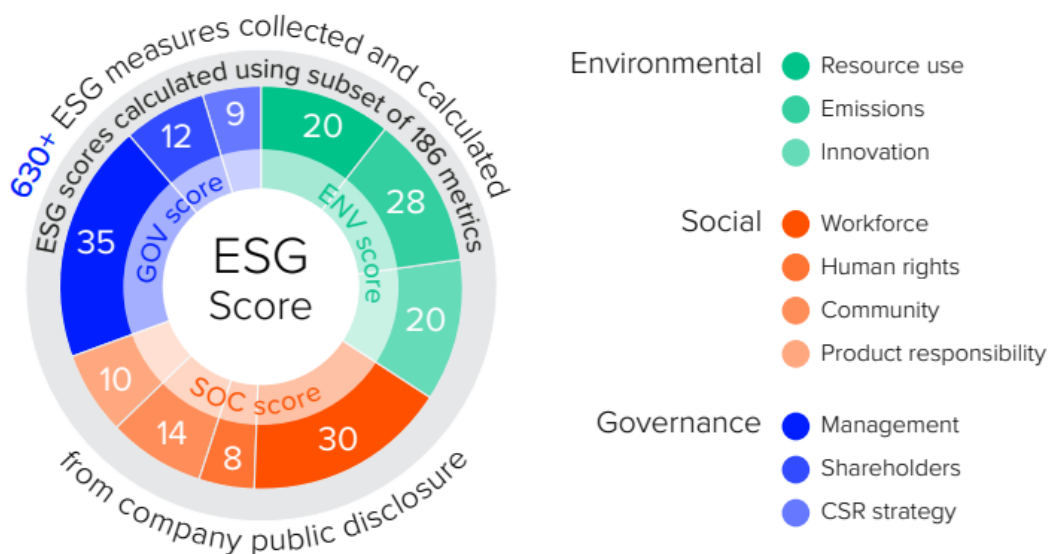 630+ ESG measures collected and calculated
from company public disclosure
ESG scores calculated using subset of 186 metrics
20
28
20
30
8
14
10
35
12
9
ENV score
SOC score
GOV score
ESG
Score
Environmental
Resource use
Emissions
Innovation
Social
Workforce
Human rights
Community
Product responsibility
Governance
Management
Shareholders
CSR strategy